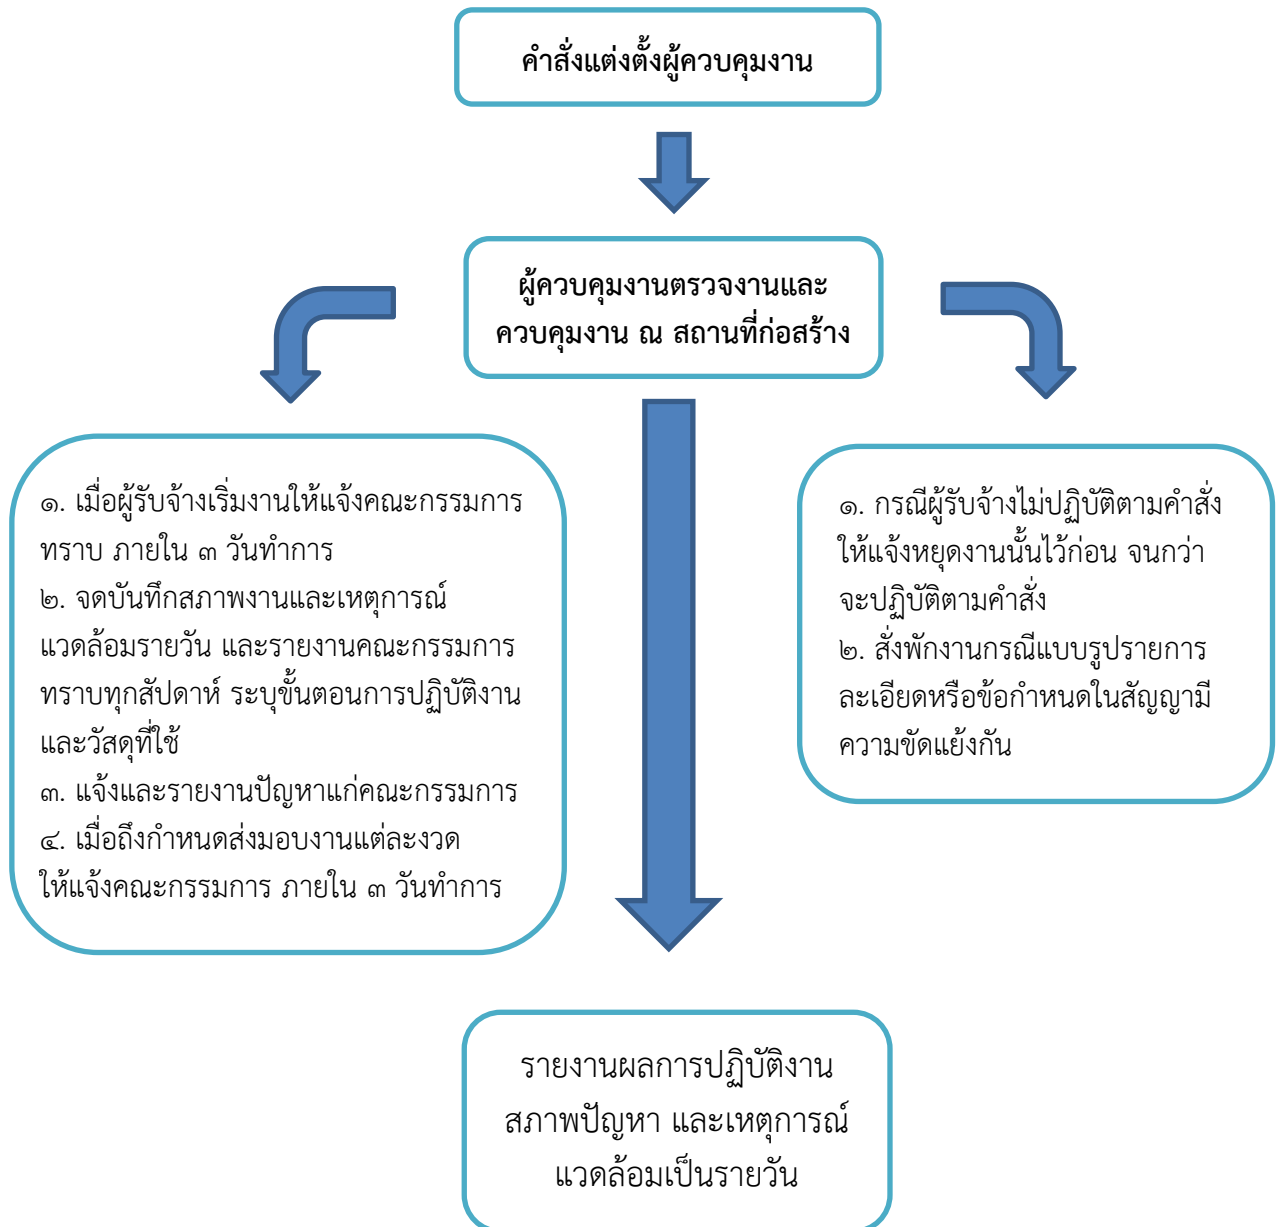 คำสั่งแต่งตั้งผู้ควบคุมงาน
ผู้ควบคุมงานตรวจงานและ
ควบคุมงาน ณ สถานที่ก่อสร้าง
๑. เมื่อผู้รับจ้างเริ่มงานให้แจ้งคณะกรรมการ
ทราบ ภายใน ๓ วันทำการ
๒. จดบันทึกสภาพงานและเหตุการณ์
แวดล้อมรายวัน และรายงานคณะกรรมการ
ทราบทุกสัปดาห์ ระบุขั้นตอนการปฏิบัติงาน
และวัสดุที่ใช้
๓. แจ้งและรายงานปัญหาแก่คณะกรรมการ
๔. เมื่อถึงกำหนดส่งมอบงานแต่ละงวด
ให้แจ้งคณะกรรมการ ภายใน ๓ วันทำการ
๑. กรณีผู้รับจ้างไม่ปฏิบัติตามคำสั่ง
ให้แจ้งหยุดงานนั้นไว้ก่อน จนกว่า
จะปฏิบัติตามคำสั่ง
๒. สั่งพักงานกรณีแบบรูปรายการ
ละเอียดหรือข้อกำหนดในสัญญามี
ความขัดแย้งกัน
รายงานผลการปฏิบัติงาน
สภาพปัญหา และเหตุการณ์
แวดล้อมเป็นรายวัน